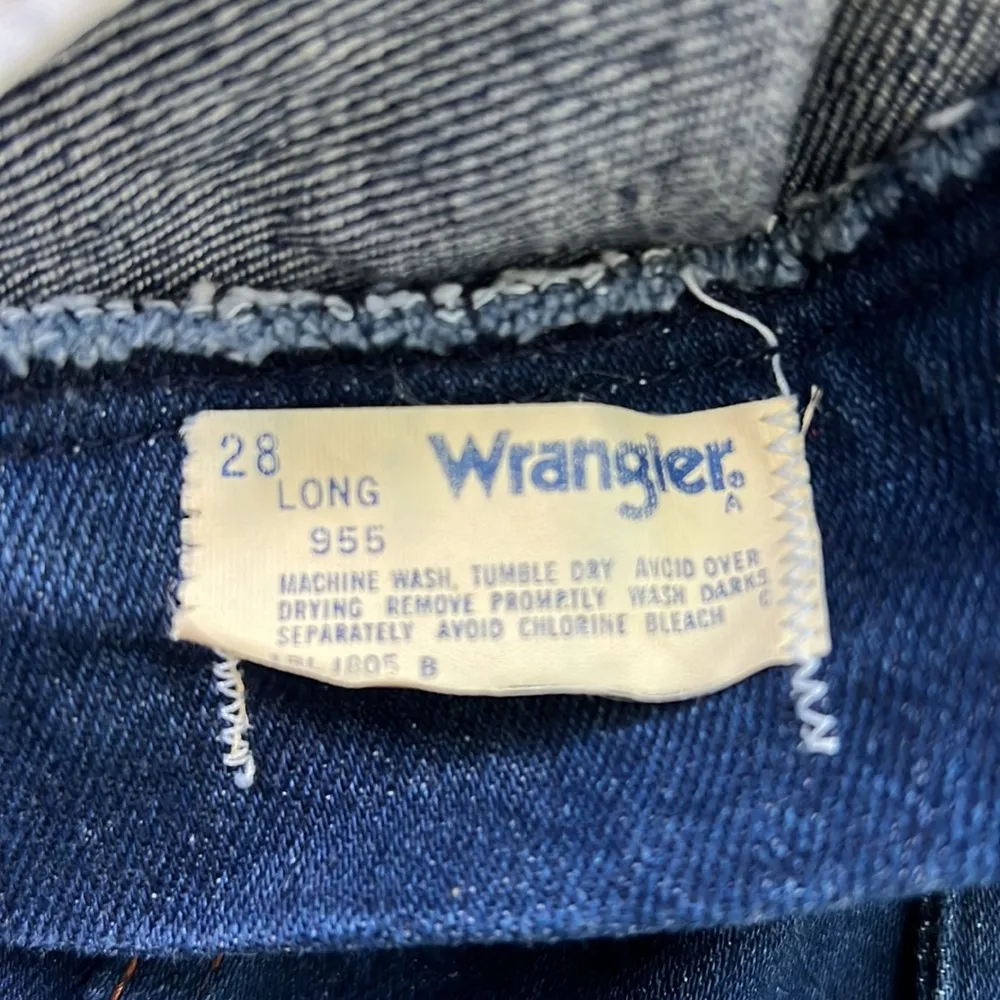 28
LONG
955
Wrangler®
A
MACHINE WASH, TUMBLE DRY AVOID OVER
DRYING REMOVE PROMPTLY WASH DARKS
SEPARATELY AVOID CHLORINE BLEACH
1805 B